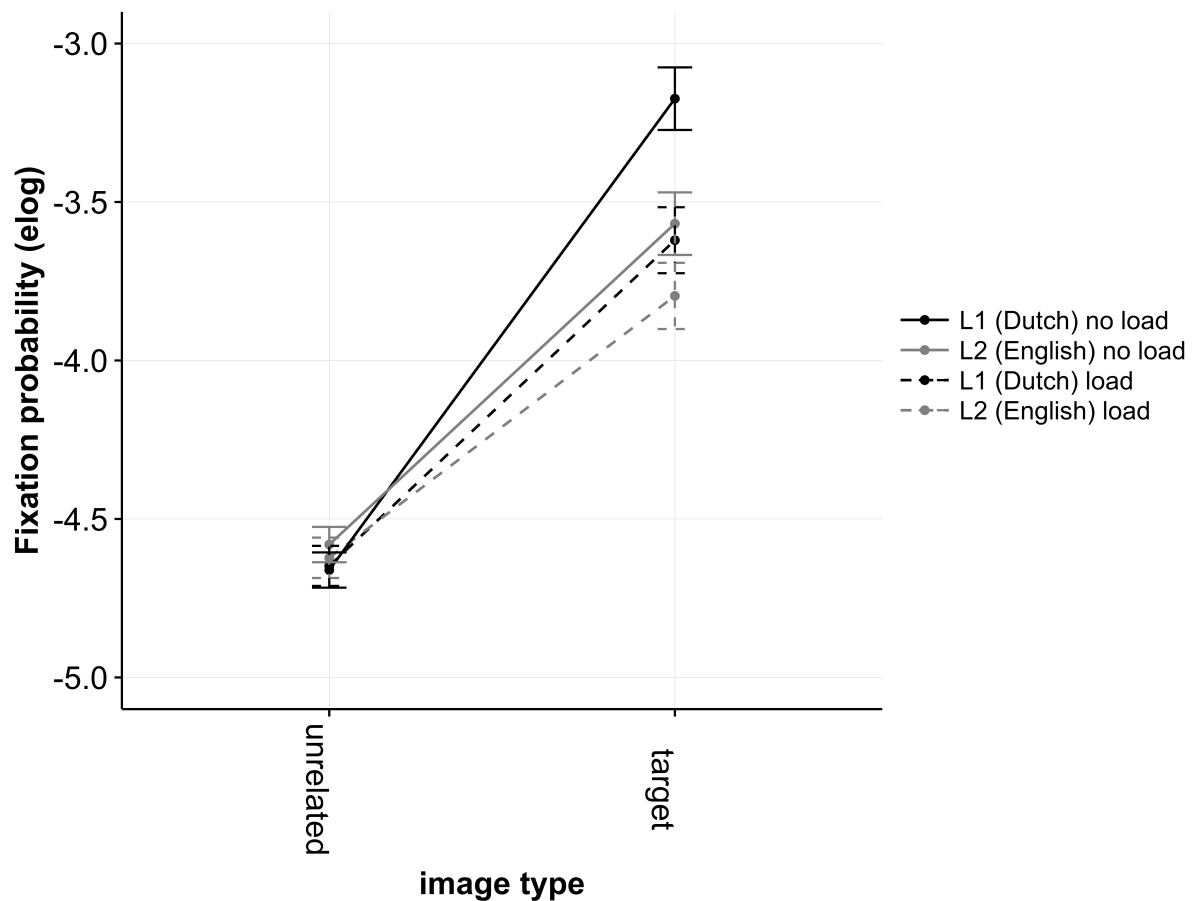 Fixation probability (elog)
-3.0
-3.5
-4.0
-4.5
-5.0
unrelated
target
image type
L1 (Dutch) no load
L2 (English) no load
L1 (Dutch) load
L2 (English) load